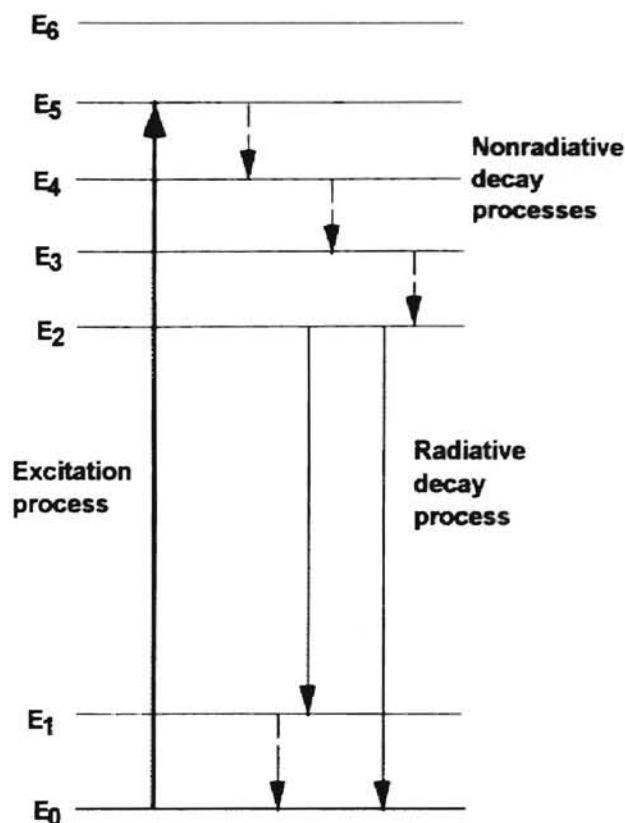 E6
E5
E4
Nonradiative
decay
processes
E3
E2
Excitation
process
Radiative
decay
process
E1
E0